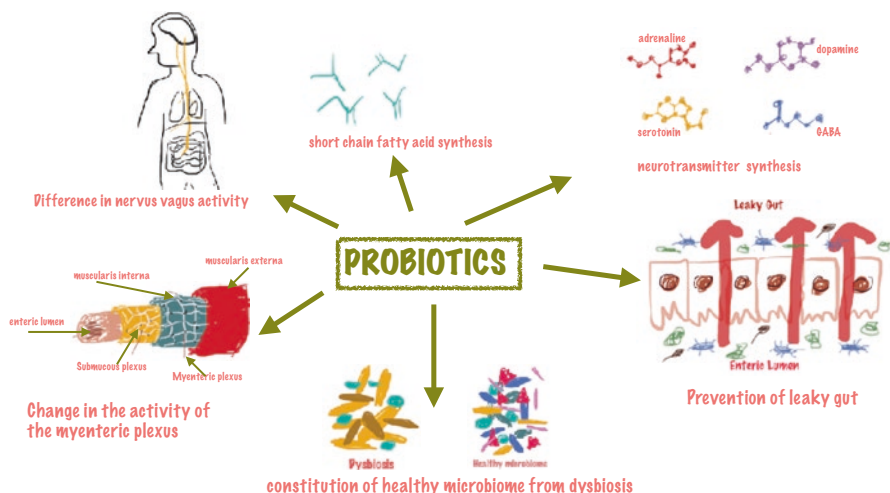 adrenaline
dopamine
serotonin
GABA
neurotransmitter synthesis
short chain fatty acid synthesis
Difference in nervus vagus activity
Leaky Gut
Enteric Lumen
Prevention of leaky gut
PROBIOTICS
muscularis externa
muscularis interna
enteric lumen
Submucous plexus
Myenteric plexus
Change in the activity of
the myenteric plexus
Dysbiosis
Healthy microbiome
constitution of healthy microbiome from dysbiosis